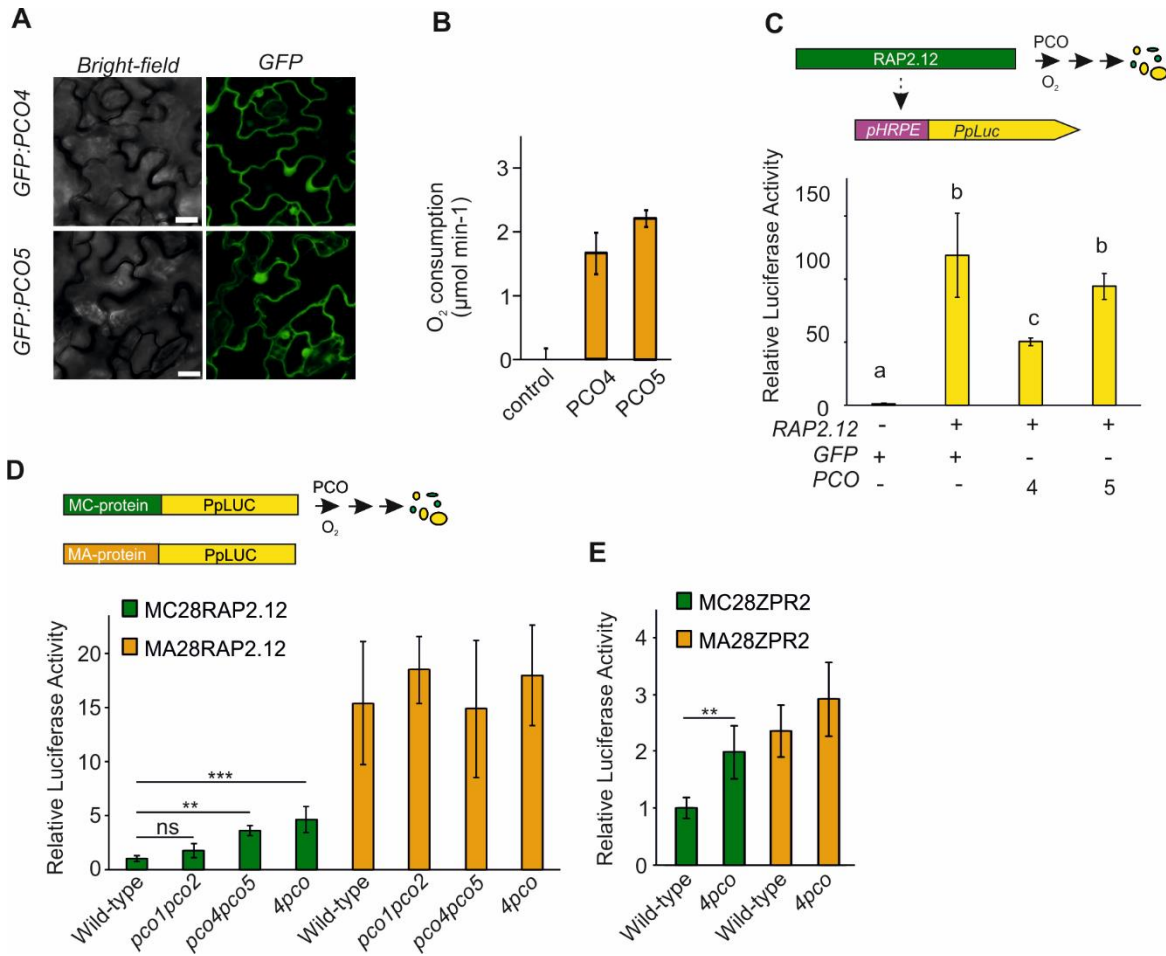 A
Bright-field GFP
GFP:PCO4
GFP:PCO5
B
O₂ consumption
(µmol min-1)
3
2
1
0
control PCO4 PCO5
C
RAP2.12
PCO
O₂
pHRPE PpLuc
Relative Luciferase Activity
150
100
50
0
a b c b
RAP2.12 - + + +
GFP + + - -
PCO - - 4 5
D
MC-protein PpLUC
PCO
O₂
MA-protein PpLUC
MC28RAP2.12
MA28RAP2.12
Relative Luciferase Activity
20
15
10
5
0
***
**
ns
Wild-type pco1pco2 pco4pco5 4pco Wild-type pco1pco2 pco4pco5 4pco
E
MC28ZPR2
MA28ZPR2
Relative Luciferase Activity
4
3
2
1
0
**
Wild-type 4pco Wild-type 4pco